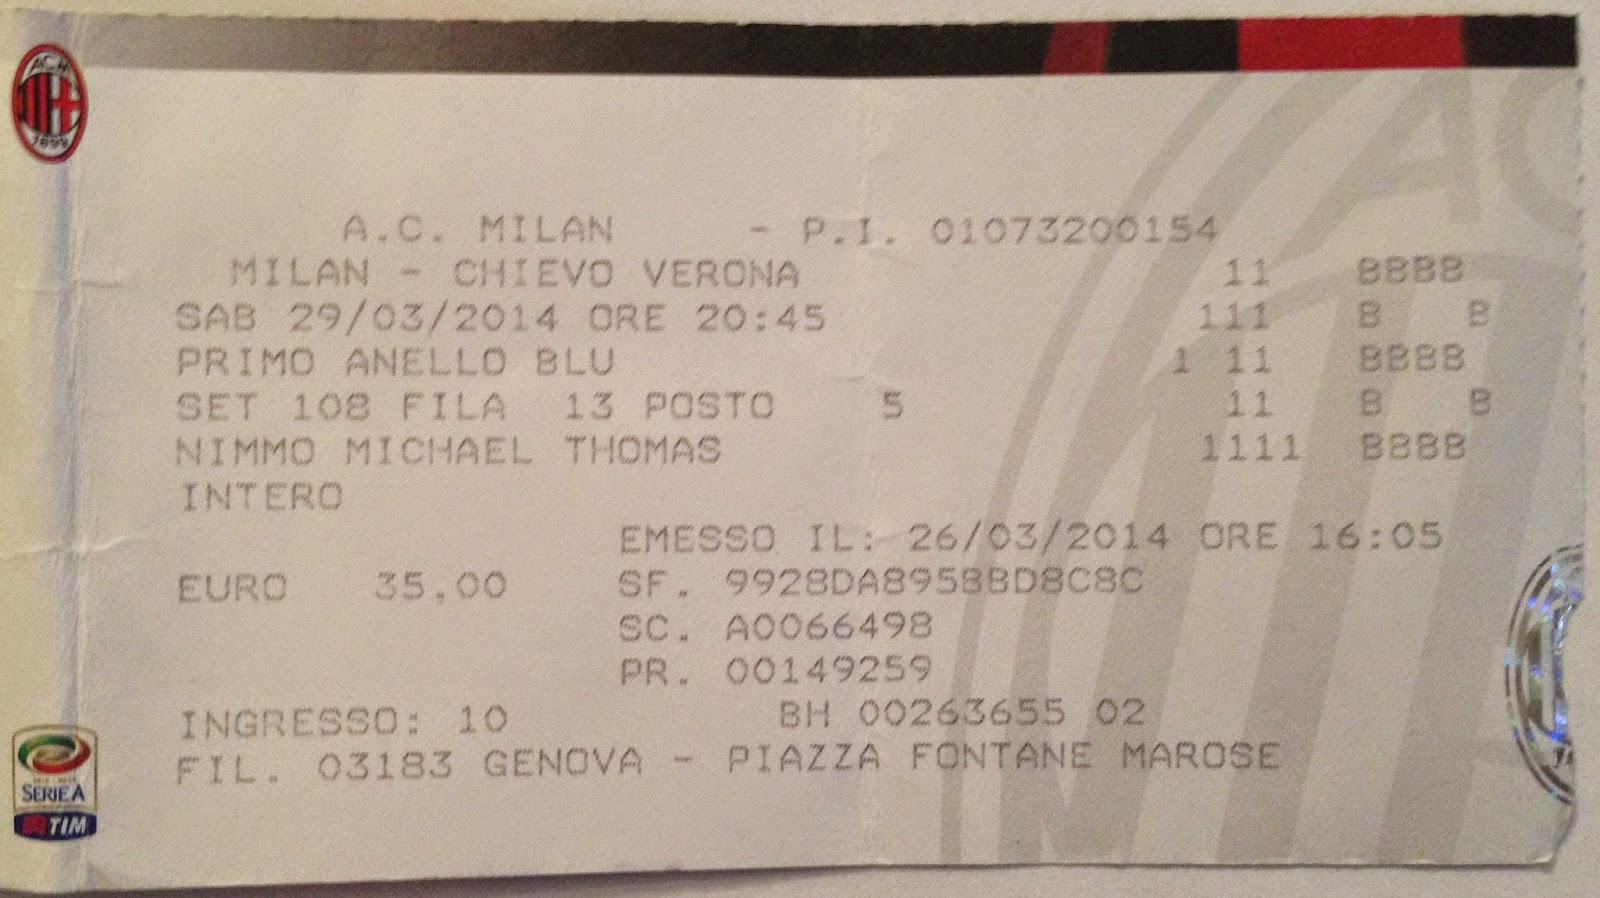 ACM
1899
A.C. MILAN - P.I. 01073200154
MILAN - CHIEVO VERONA 11 BBBB
SAB 29/03/2014 ORE 20:45 111 B B
PRIMO ANELLO BLU 1 11 BBBB
SET 108 FILA 13 POSTO 5 11 B B
NIMMO MICHAEL THOMAS 1111 BBBB
INTERO
EMESSO IL: 26/03/2014 ORE 16:05
EURO 35,00 SF. 9928DA895BBD8C8C
SC. A0066498
PR. 00149259
INGRESSO: 10 BH 00263655 02
FIL. 03183 GENOVA - PIAZZA FONTANE MAROSE
SERIE A
TIM
AC